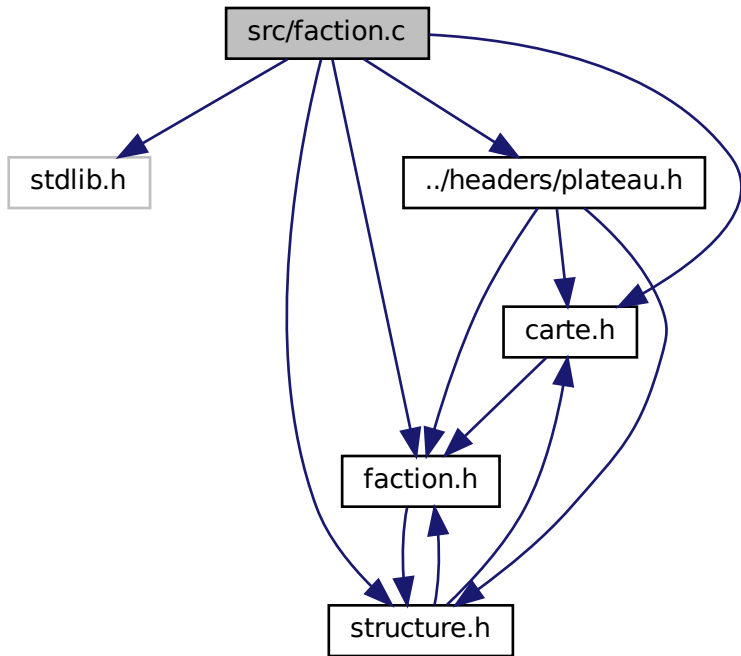 src/faction.c
stdlib.h
../headers/plateau.h
carte.h
faction.h
structure.h